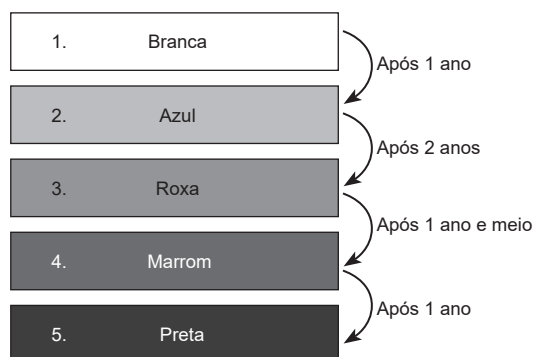 1. Branca
Após 1 ano
2. Azul
Após 2 anos
3. Roxa
Após 1 ano e meio
4. Marrom
Após 1 ano
5. Preta